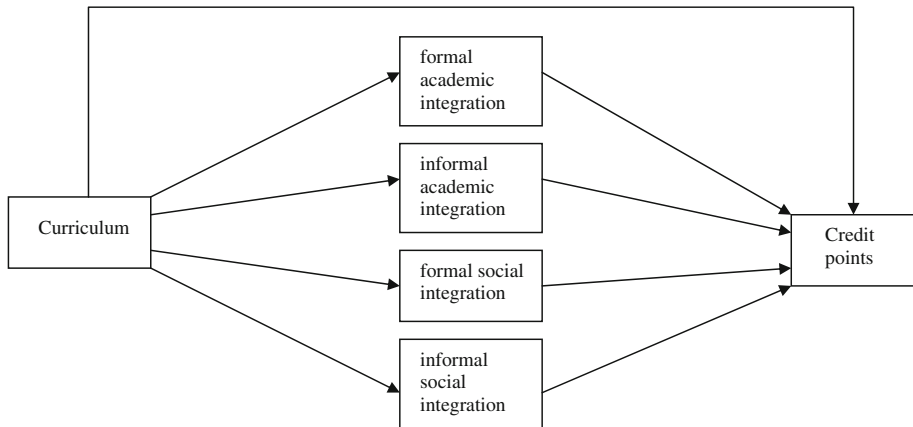 formal
academic
integration
informal
academic
integration
Curriculum
Credit
points
formal social
integration
informal
social
integration